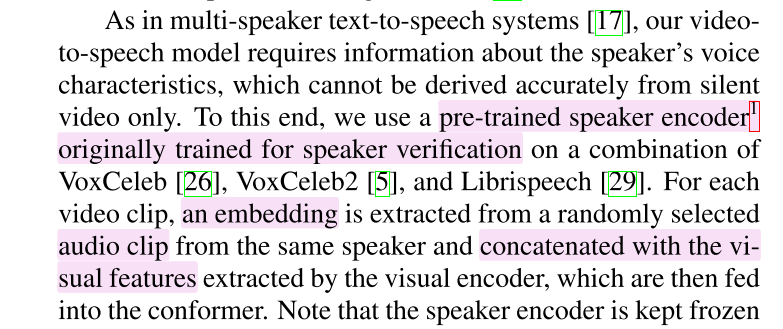 As in multi-speaker text-to-speech systems [17], our video-
to-speech model requires information about the speaker's voice
characteristics, which cannot be derived accurately from silent
video only. To this end, we use a pre-trained speaker encoder1
originally trained for speaker verification on a combination of
VoxCeleb [26], VoxCeleb2 [5], and Librispeech [29]. For each
video clip, an embedding is extracted from a randomly selected
audio clip from the same speaker and concatenated with the vi-
sual features extracted by the visual encoder, which are then fed
into the conformer. Note that the speaker encoder is kept frozen